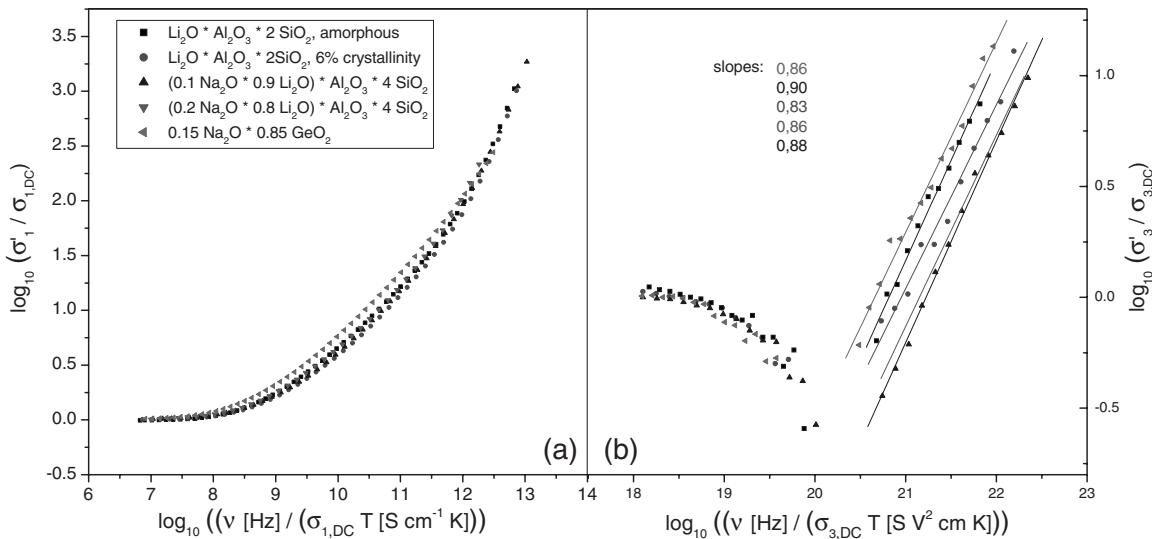 3.5
3.0
2.5
2.0
1.5
1.0
0.5
0.0
-0.5
log₁₀ (σ'₁ / σ₁,DC)
Li₂O * Al₂O₃ * 2 SiO₂, amorphous
Li₂O * Al₂O₃ * 2SiO₂, 6% crystallinity
(0.1 Na₂O * 0.9 Li₂O) * Al₂O₃ * 4 SiO₂
(0.2 Na₂O * 0.8 Li₂O) * Al₂O₃ * 4 SiO₂
0.15 Na₂O * 0.85 GeO₂
(a)
6 7 8 9 10 11 12 13 14
log₁₀ ((ν [Hz] / (σ₁,DC T [S cm⁻¹ K]))
slopes: 0,86
0,90
0,83
0,86
0,88
(b)
18 19 20 21 22 23
log₁₀ ((ν [Hz] / (σ₃,DC T [S V² cm K]))
1.0
0.5
0.0
-0.5
log₁₀ (σ'₃ / σ₃,DC)